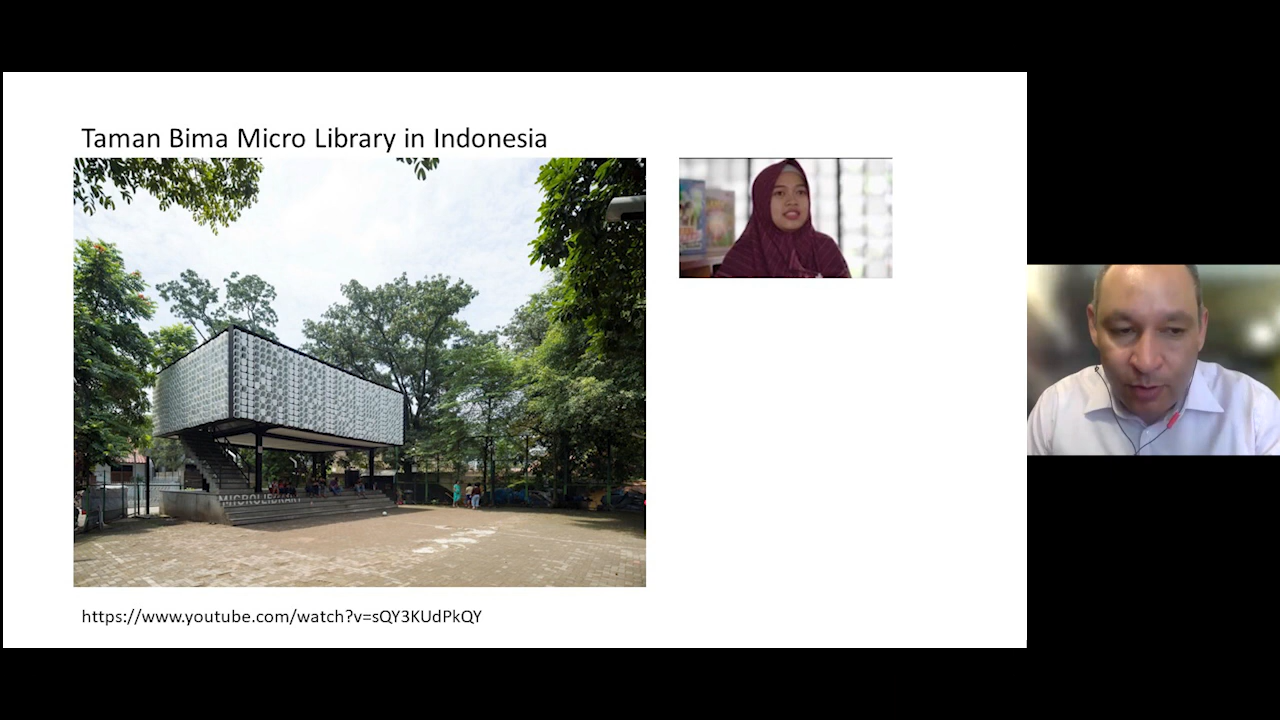 Taman Bima Micro Library in Indonesia
MICROLIBRARY
https://www.youtube.com/watch?v=sQY3KUdPkQY